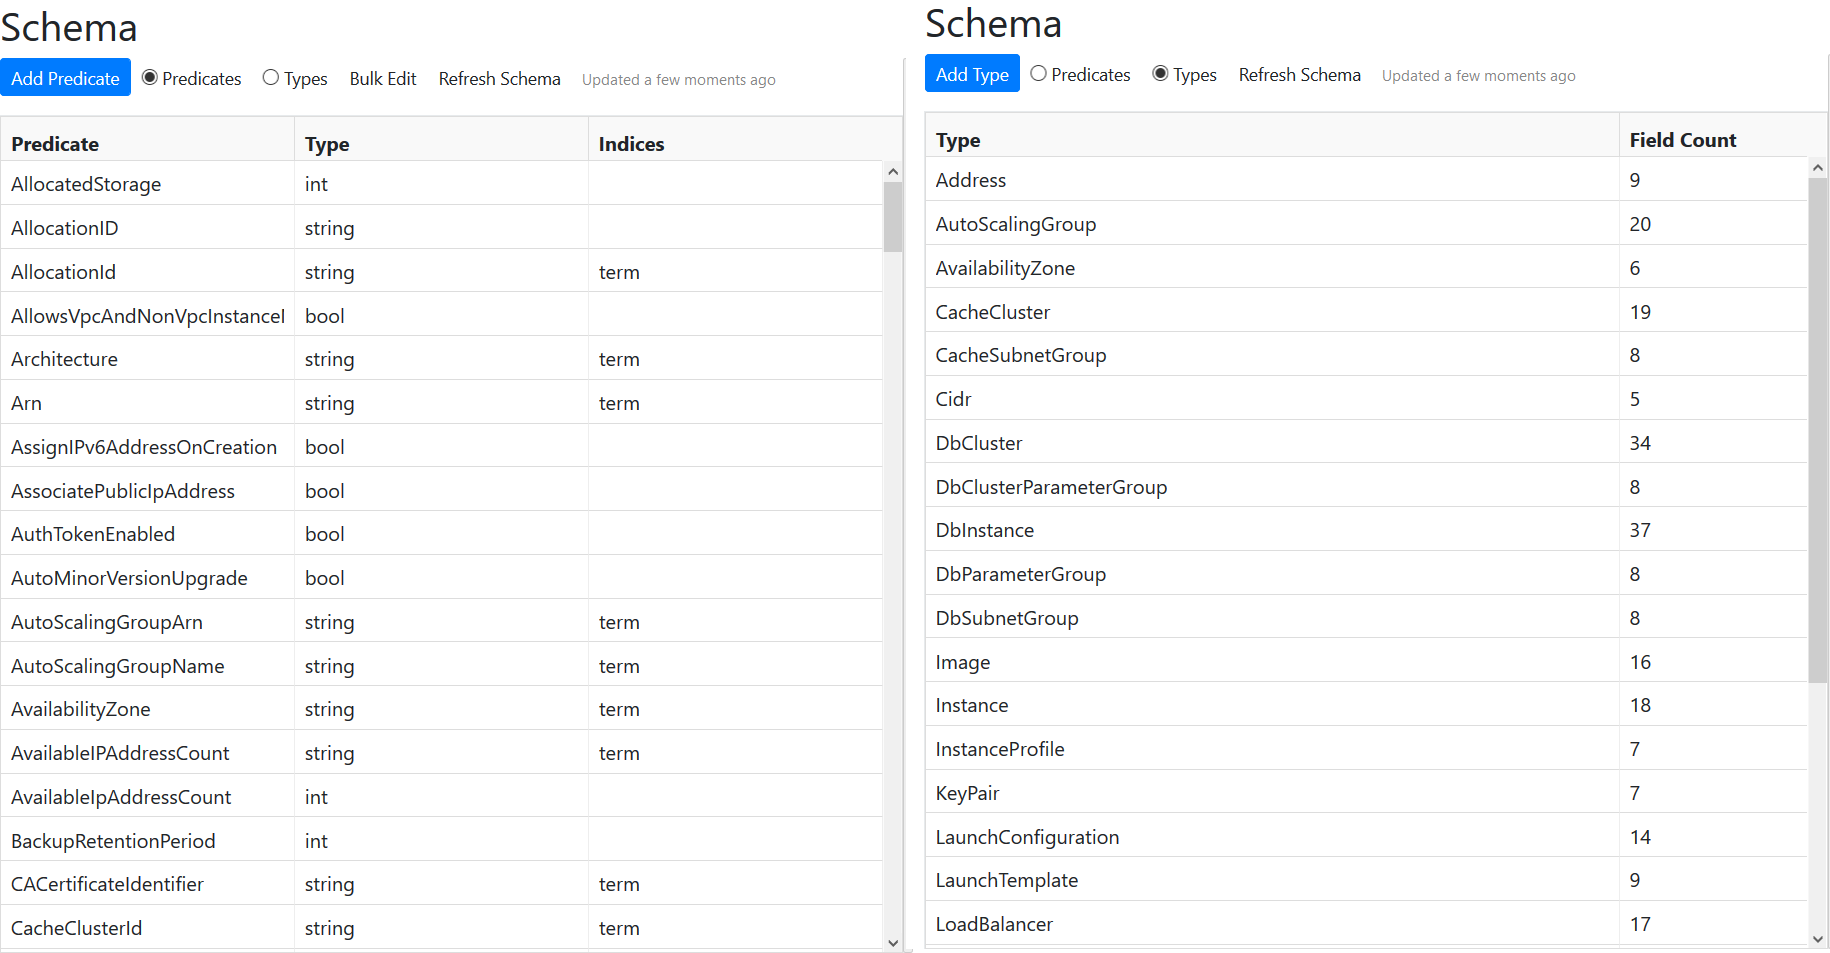 Schema
Add Predicate Predicates Types Bulk Edit Refresh Schema Updated a few moments ago
Predicate Type Indices
AllocatedStorage int
AllocationID string
AllocationId string term
AllowsVpcAndNonVpcInstanceI bool
Architecture string term
Arn string term
AssignIPv6AddressOnCreation bool
AssociatePublicIpAddress bool
AuthTokenEnabled bool
AutoMinorVersionUpgrade bool
AutoScalingGroupArn string term
AutoScalingGroupName string term
AvailabilityZone string term
AvailableIPAddressCount string term
AvailableIpAddressCount int
BackupRetentionPeriod int
CACertificateIdentifier string term
CacheClusterId string term
Schema
Add Type Predicates Types Refresh Schema Updated a few moments ago
Type Field Count
Address 9
AutoScalingGroup 20
AvailabilityZone 6
CacheCluster 19
CacheSubnetGroup 8
Cidr 5
DbCluster 34
DbClusterParameterGroup 8
DbInstance 37
DbParameterGroup 8
DbSubnetGroup 8
Image 16
Instance 18
InstanceProfile 7
KeyPair 7
LaunchConfiguration 14
LaunchTemplate 9
LoadBalancer 17